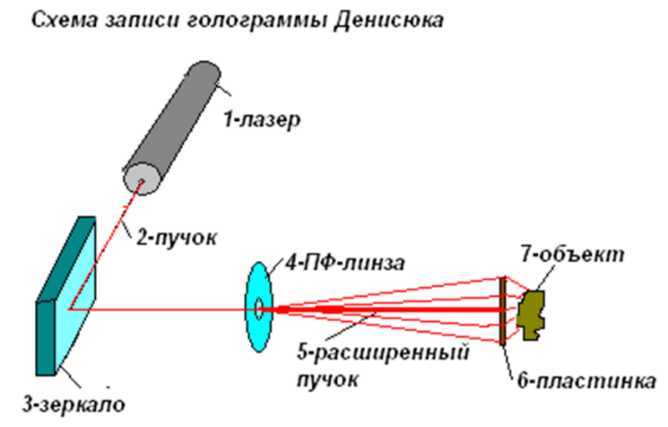 Схема записи голограммы Денисюка
1-лазер
2-пучок
7-объект
4-ПФ-линза
5-расширенный
пучок
6-пластинка
3-зеркало